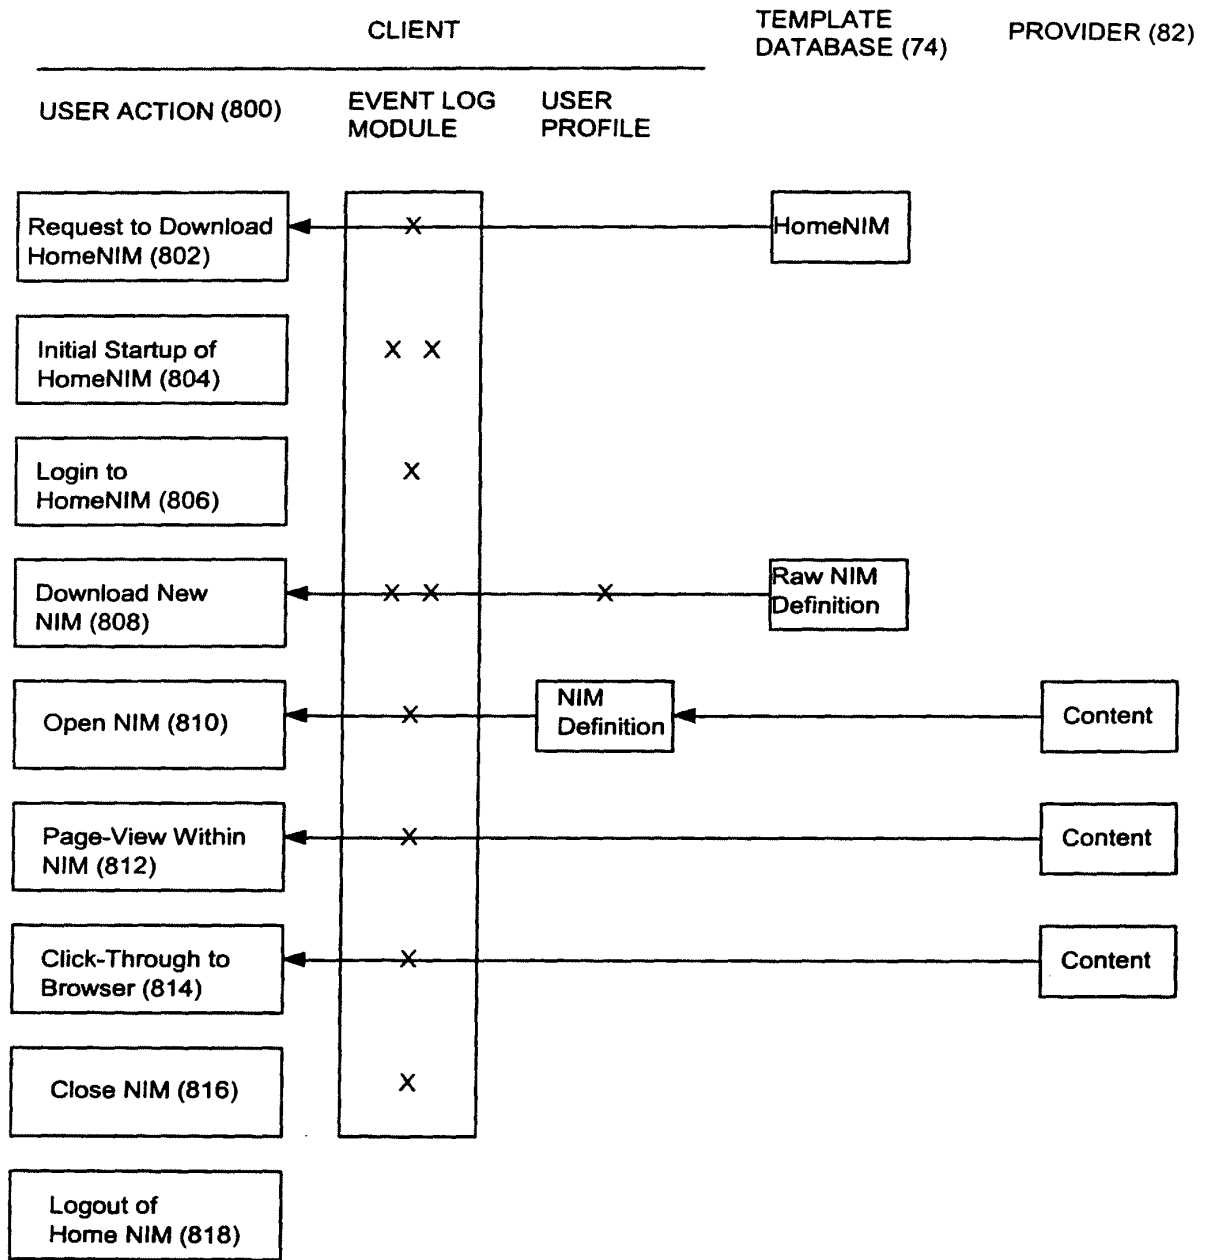 CLIENT
TEMPLATE
DATABASE (74)
PROVIDER (82)
USER ACTION (800)
EVENT LOG
MODULE
USER
PROFILE
Request to Download
HomeNIM (802)
X
HomeNIM
Initial Startup of
HomeNIM (804)
X X
Login to
HomeNIM (806)
X
Download New
NIM (808)
X X
X
Raw NIM
Definition
Open NIM (810)
X
NIM
Definition
Content
Page-View Within
NIM (812)
X
Content
Click-Through to
Browser (814)
X
Content
Close NIM (816)
X
Logout of
Home NIM (818)